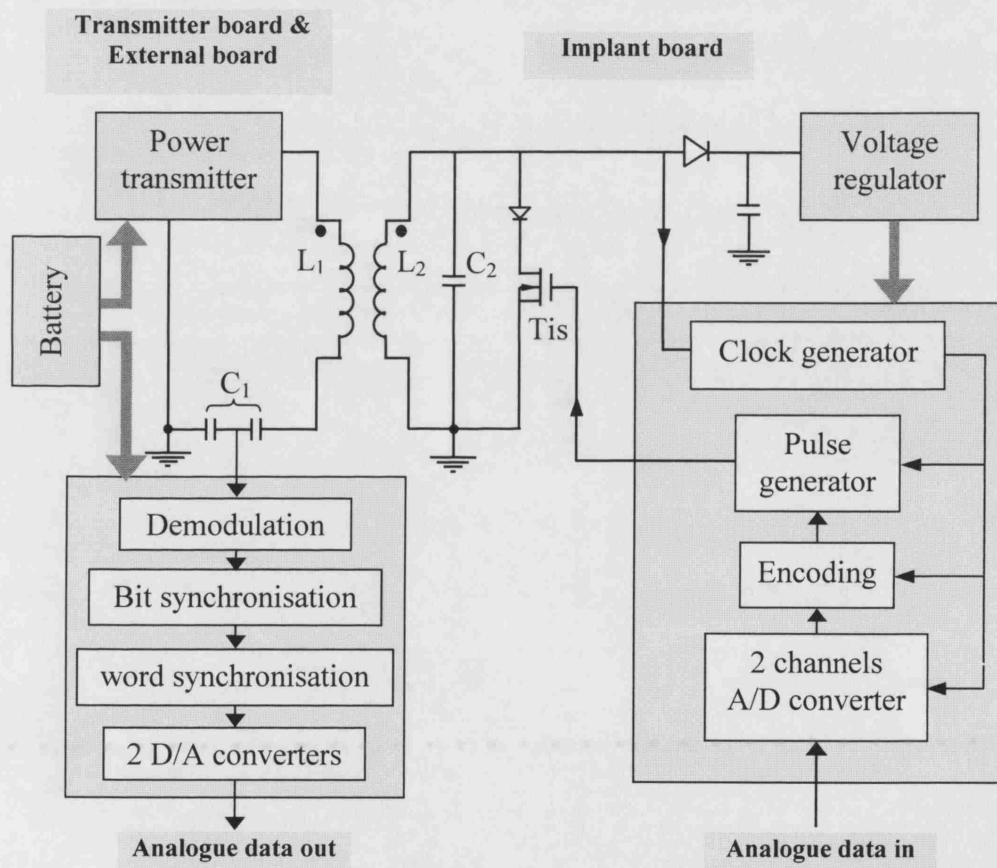 Transmitter board &
External board
Implant board
Power
transmitter
Voltage
regulator
Battery
L1
L2
C2
Tis
C1
Clock generator
Pulse
generator
Demodulation
Encoding
Bit synchronisation
word synchronisation
2 channels
A/D converter
2 D/A converters
Analogue data out
Analogue data in